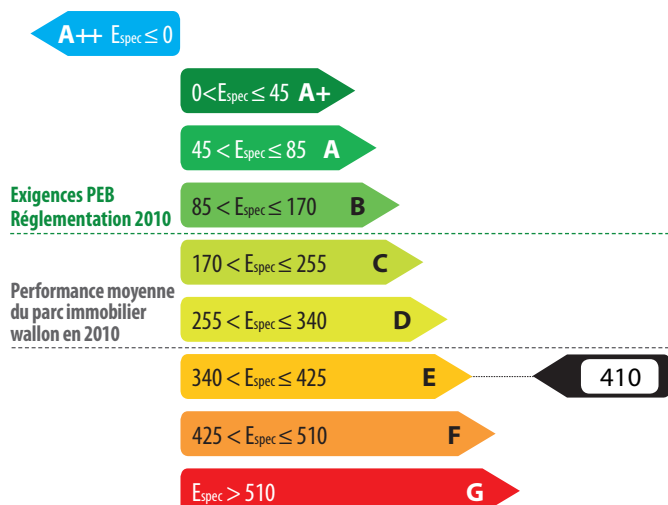 A++ Espec ≤ 0
0<Espec ≤ 45 A+
45 < Espec ≤ 85 A
Exigences PEB
Réglementation 2010
85 < Espec ≤ 170 B
170 < Espec ≤ 255 C
Performance moyenne
du parc immobilier
wallon en 2010
255 < Espec ≤ 340 D
340 < Espec ≤ 425 E
410
425 < Espec ≤ 510 F
Espec > 510 G